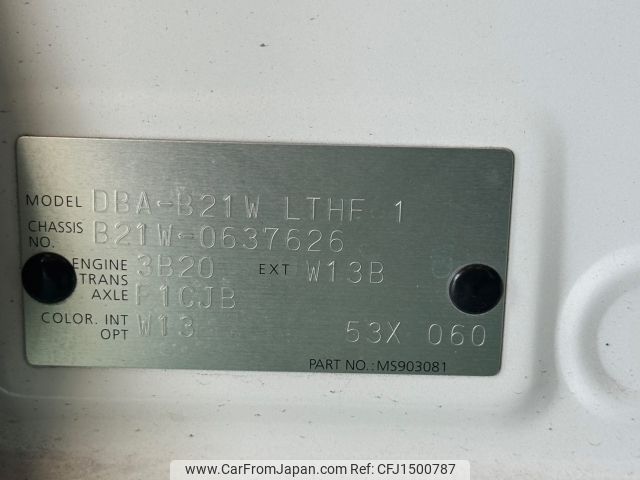 MODEL DBA-B21W LTHF 1
CHASSIS NO. B21W-0637626
ENGINE 3B20 EXT W13B
TRANS AXLE F1CJB
COLOR. INT OPT W13 53X 060
PART NO.:MS903081
www.CarFromJapan.com - ID:CFJ1500787